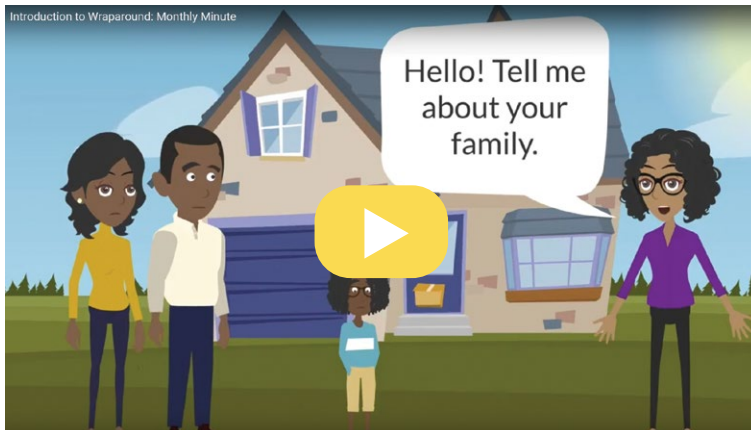 Introduction to Wraparound: Monthly Minute
Hello! Tell me
about your
family.